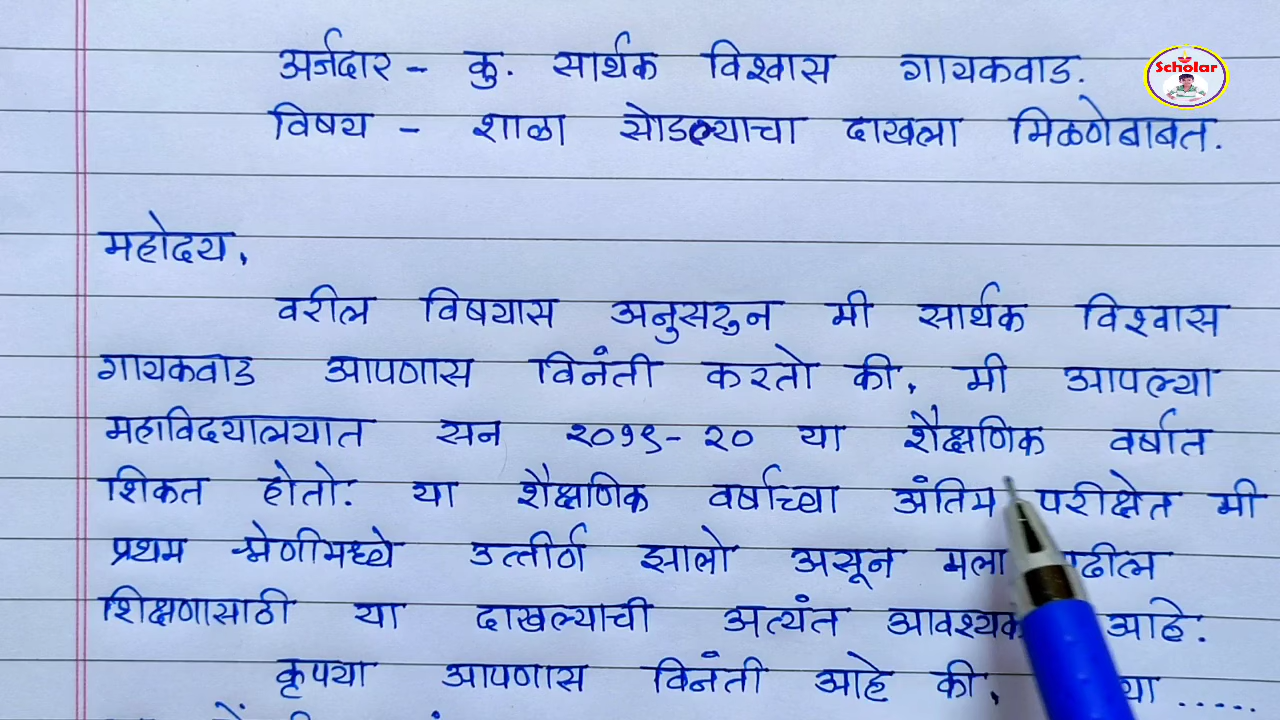 Scholar
अर्जदार - कु. सार्थक विश्वास गायकवाड.
विषय - शाळा सोडल्याचा दाखला मिळणेबाबत.
महोदय,
वरील विषयास अनुसरुन मी सार्थक विश्वास
गायकवाड आपणास विनंती करतो की, मी आपल्या
महाविदयालयात सन २०१९-२० या शैक्षणिक वर्षात
शिकत होतो. या शैक्षणिक वर्षाच्या अंतिम परीक्षेत मी
प्रथम श्रेणीमध्ये उत्तीर्ण झालो असून मला
शिक्षणासाठी या दाखल्याची अत्यंत आहे.
कृपया आपणास विनंती आहे की, .....